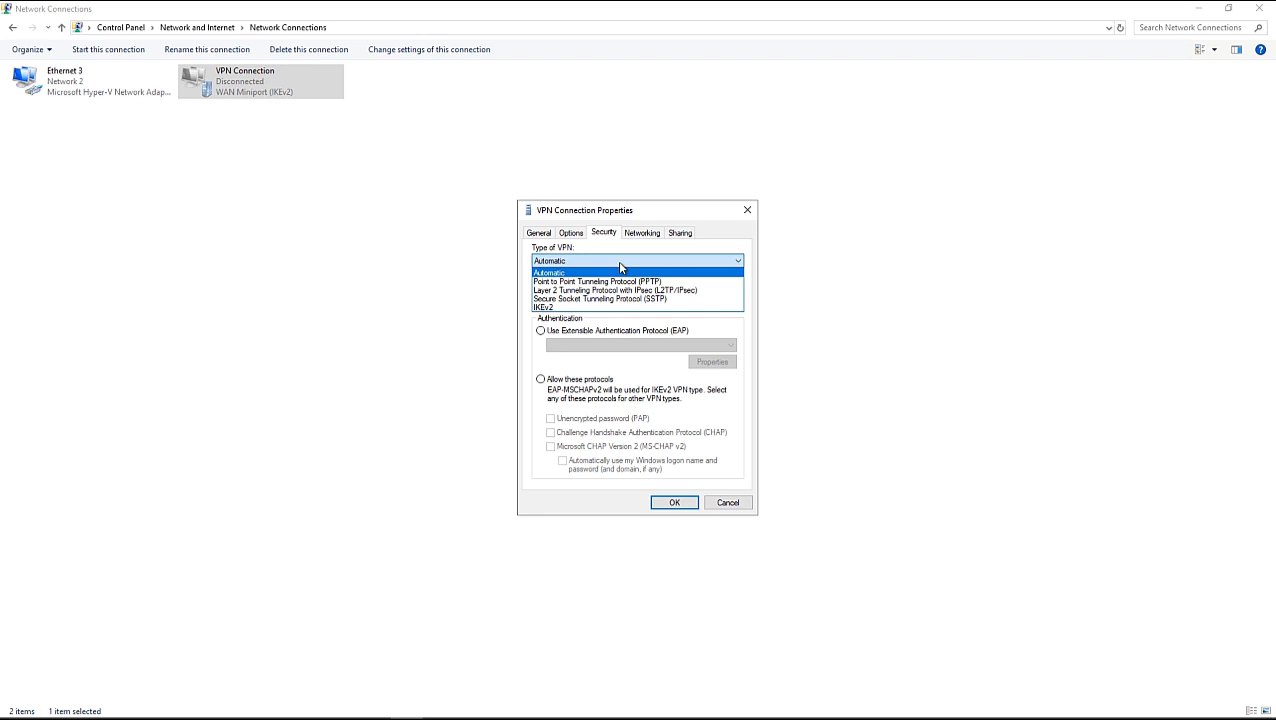 Network Connections
Control Panel > Network and Internet > Network Connections
Search Network Connections
Organize
Start this connection
Rename this connection
Delete this connection
Change settings of this connection
Ethernet 3
Network 2
Microsoft Hyper-V Network Adap...
VPN Connection
Disconnected
WAN Miniport (IKEv2)
VPN Connection Properties
General
Options
Security
Networking
Sharing
Type of VPN:
Automatic
Automatic
Point to Point Tunneling Protocol (PPTP)
Layer 2 Tunneling Protocol with IPsec (L2TP/IPsec)
Secure Socket Tunneling Protocol (SSTP)
IKEv2
Authentication
Use Extensible Authentication Protocol (EAP)
Properties
Allow these protocols
EAP-MSCHAPv2 will be used for IKEv2 VPN type. Select
any of these protocols for other VPN types.
Unencrypted password (PAP)
Challenge Handshake Authentication Protocol (CHAP)
Microsoft CHAP Version 2 (MS-CHAP v2)
Automatically use my Windows logon name and
password (and domain, if any)
OK
Cancel
2 items
1 item selected